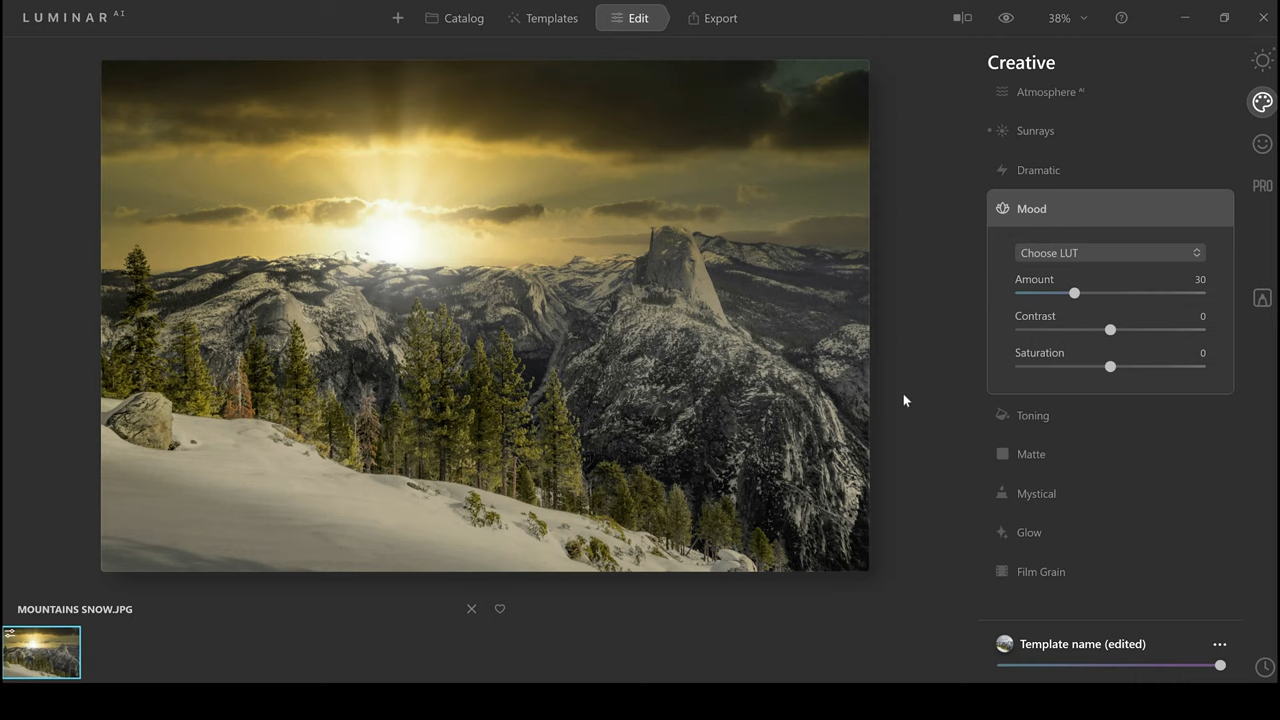 LUMINAR AI
Catalog
Templates
Edit
Export
38%
Creative
Atmosphere AI
Sunrays
Dramatic
Mood
Choose LUT
Amount 30
Contrast 0
Saturation 0
Toning
Matte
Mystical
Glow
Film Grain
PRO
MOUNTAINS SNOW.JPG
Template name (edited)